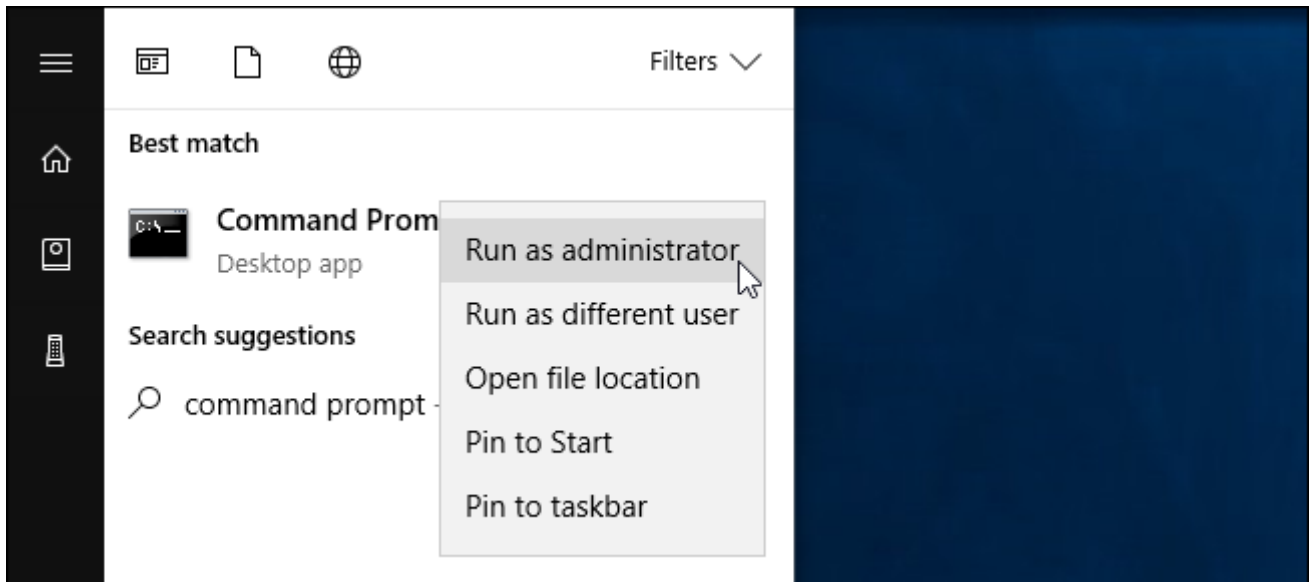 Filters
Best match
C:\_
Command Prom
Desktop app
Run as administrator
Run as different user
Search suggestions
Open file location
command prompt -
Pin to Start
Pin to taskbar